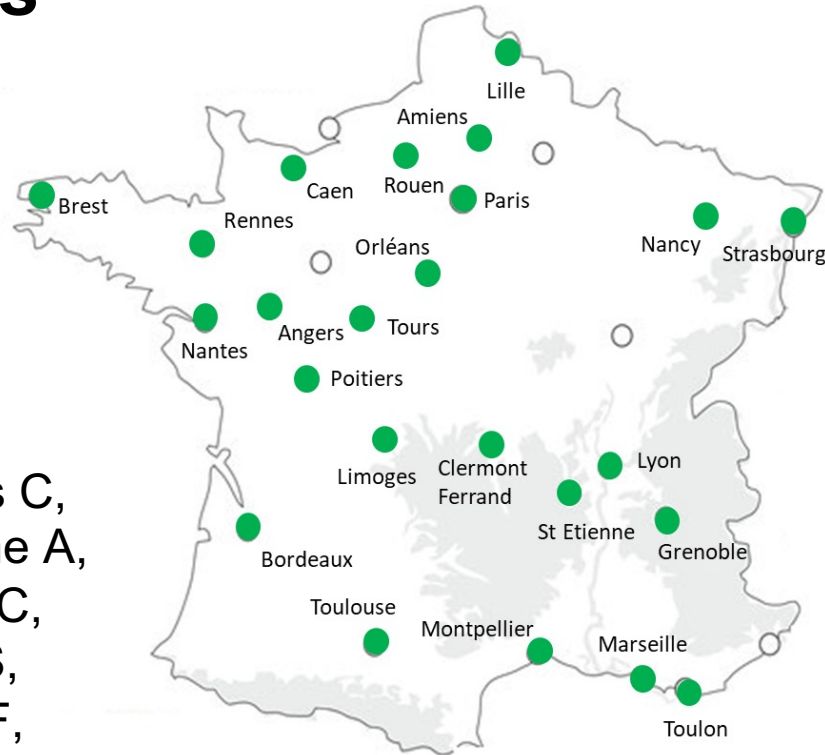 s
Lille
Amiens
Rouen
Caen
Paris
Brest
Rennes
Orléans
Nancy
Strasbourg
Angers
Tours
Nantes
Poitiers
Limoges
Clermont
Ferrand
Lyon
St Etienne
Grenoble
Bordeaux
Toulouse
Montpellier
Marseille
Toulon
s C,
e A,
C,
S,
F,